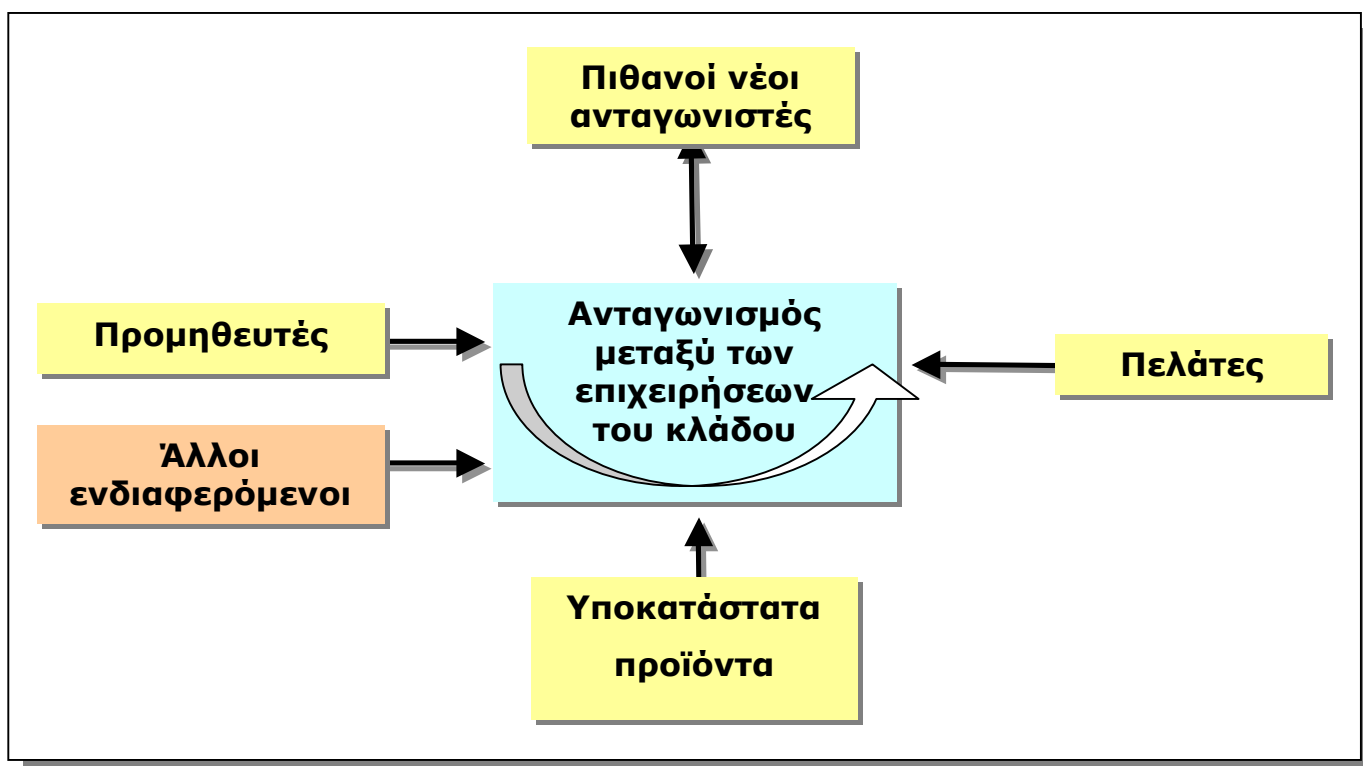 Πιθανοί νέοι
ανταγωνιστές
Προμηθευτές
Ανταγωνισμός
μεταξύ των
επιχειρήσεων
του κλάδου
Πελάτες
Άλλοι
ενδιαφερόμενοι
Υποκατάστατα
προϊόντα